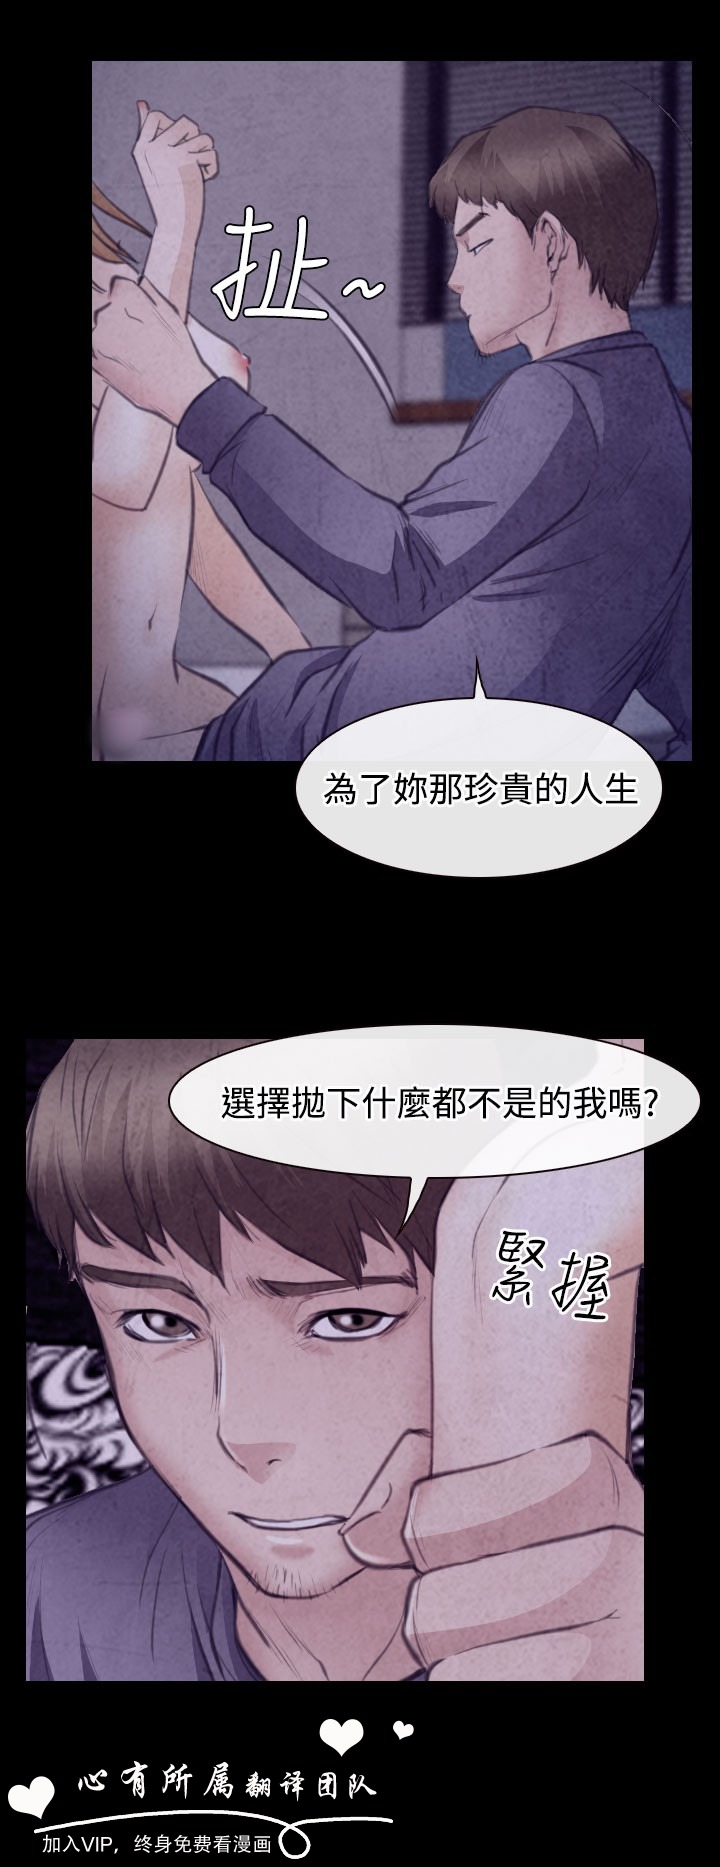 扯~
為了妳那珍貴的人生
選擇拋下什麼都不是的我嗎?
緊握
心有所属翻译团队
加入VIP，终身免费看漫画